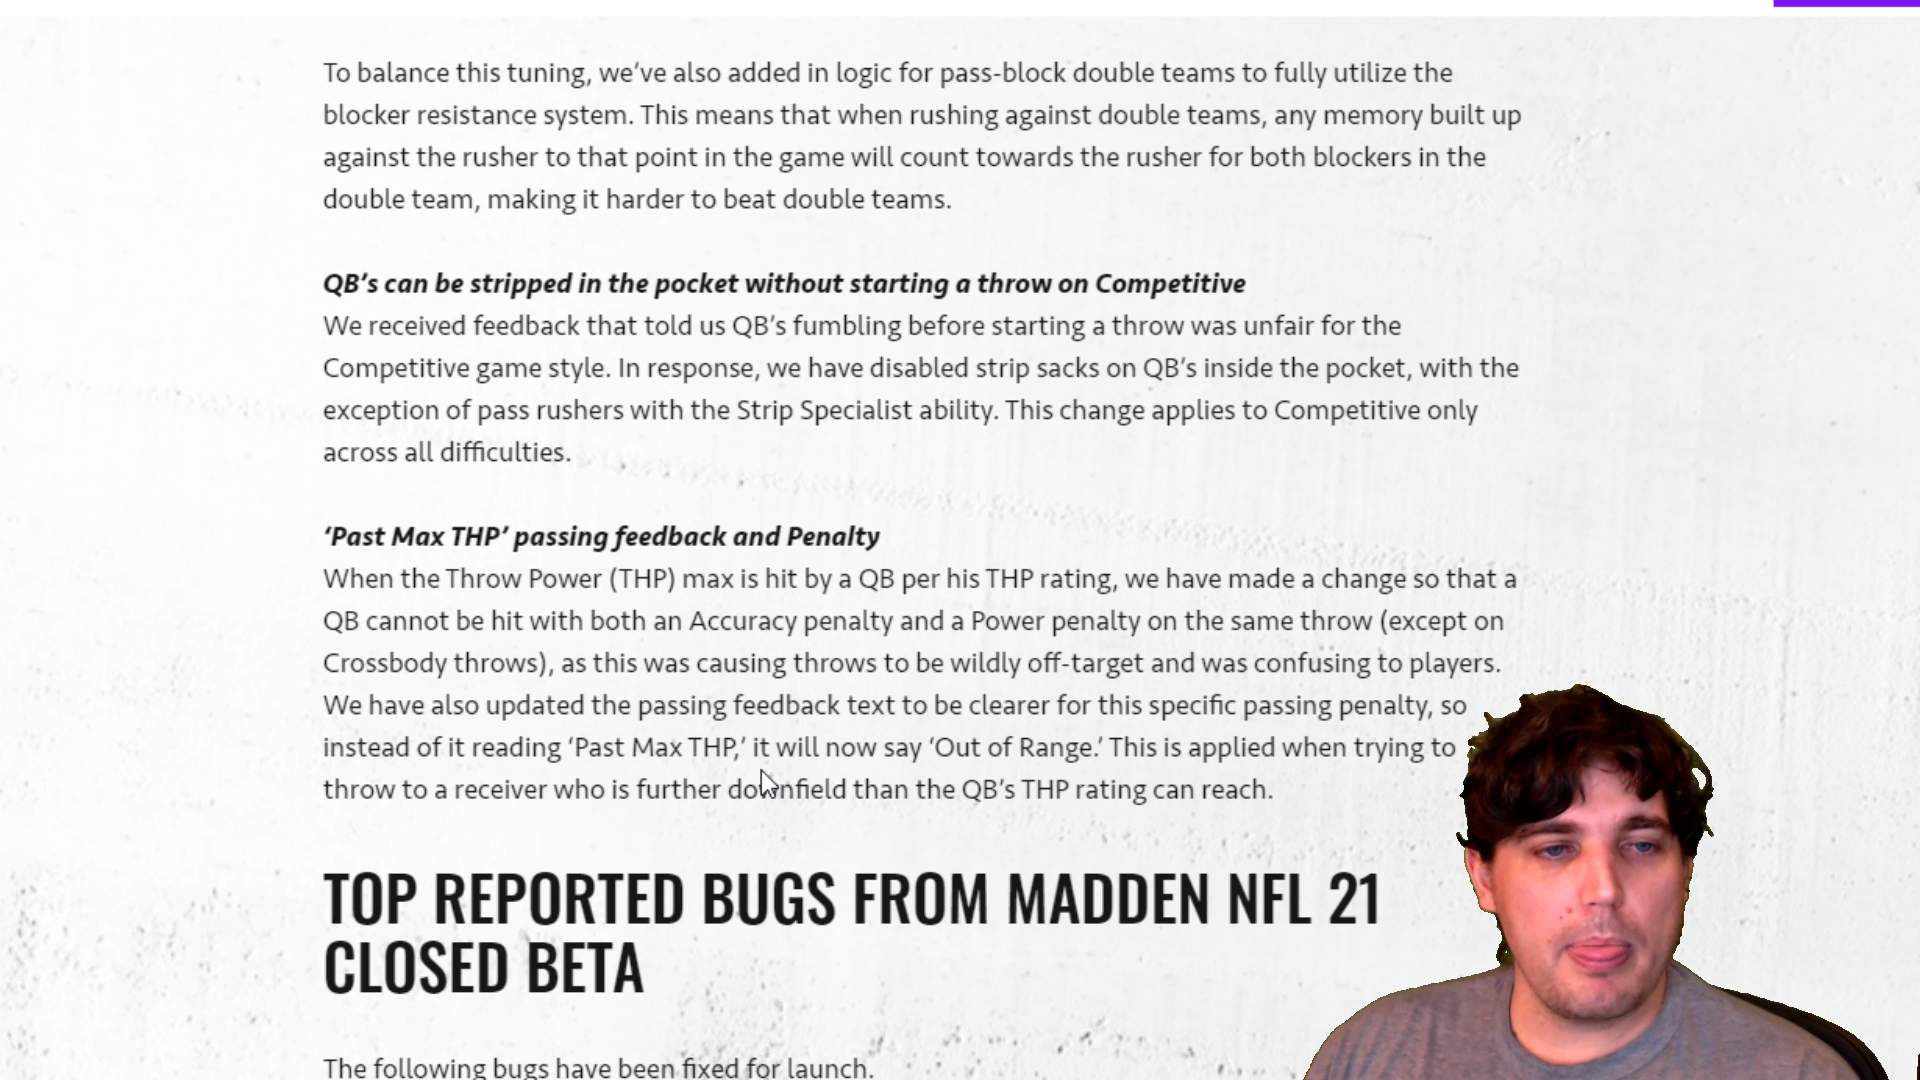 To balance this tuning, we’ve also added in logic for pass-block double teams to fully utilize the
blocker resistance system. This means that when rushing against double teams, any memory built up
against the rusher to that point in the game will count towards the rusher for both blockers in the
double team, making it harder to beat double teams.
QB’s can be stripped in the pocket without starting a throw on Competitive
We received feedback that told us QB’s fumbling before starting a throw was unfair for the
Competitive game style. In response, we have disabled strip sacks on QB’s inside the pocket, with the
exception of pass rushers with the Strip Specialist ability. This change applies to Competitive only
across all difficulties.
‘Past Max THP’ passing feedback and Penalty
When the Throw Power (THP) max is hit by a QB per his THP rating, we have made a change so that a
QB cannot be hit with both an Accuracy penalty and a Power penalty on the same throw (except on
Crossbody throws), as this was causing throws to be wildly off-target and was confusing to players.
We have also updated the passing feedback text to be clearer for this specific passing penalty, so
instead of it reading ‘Past Max THP,’ it will now say ‘Out of Range.’ This is applied when trying to
throw to a receiver who is further downfield than the QB’s THP rating can reach.
TOP REPORTED BUGS FROM MADDEN NFL 21
CLOSED BETA
The following bugs have been fixed for launch.